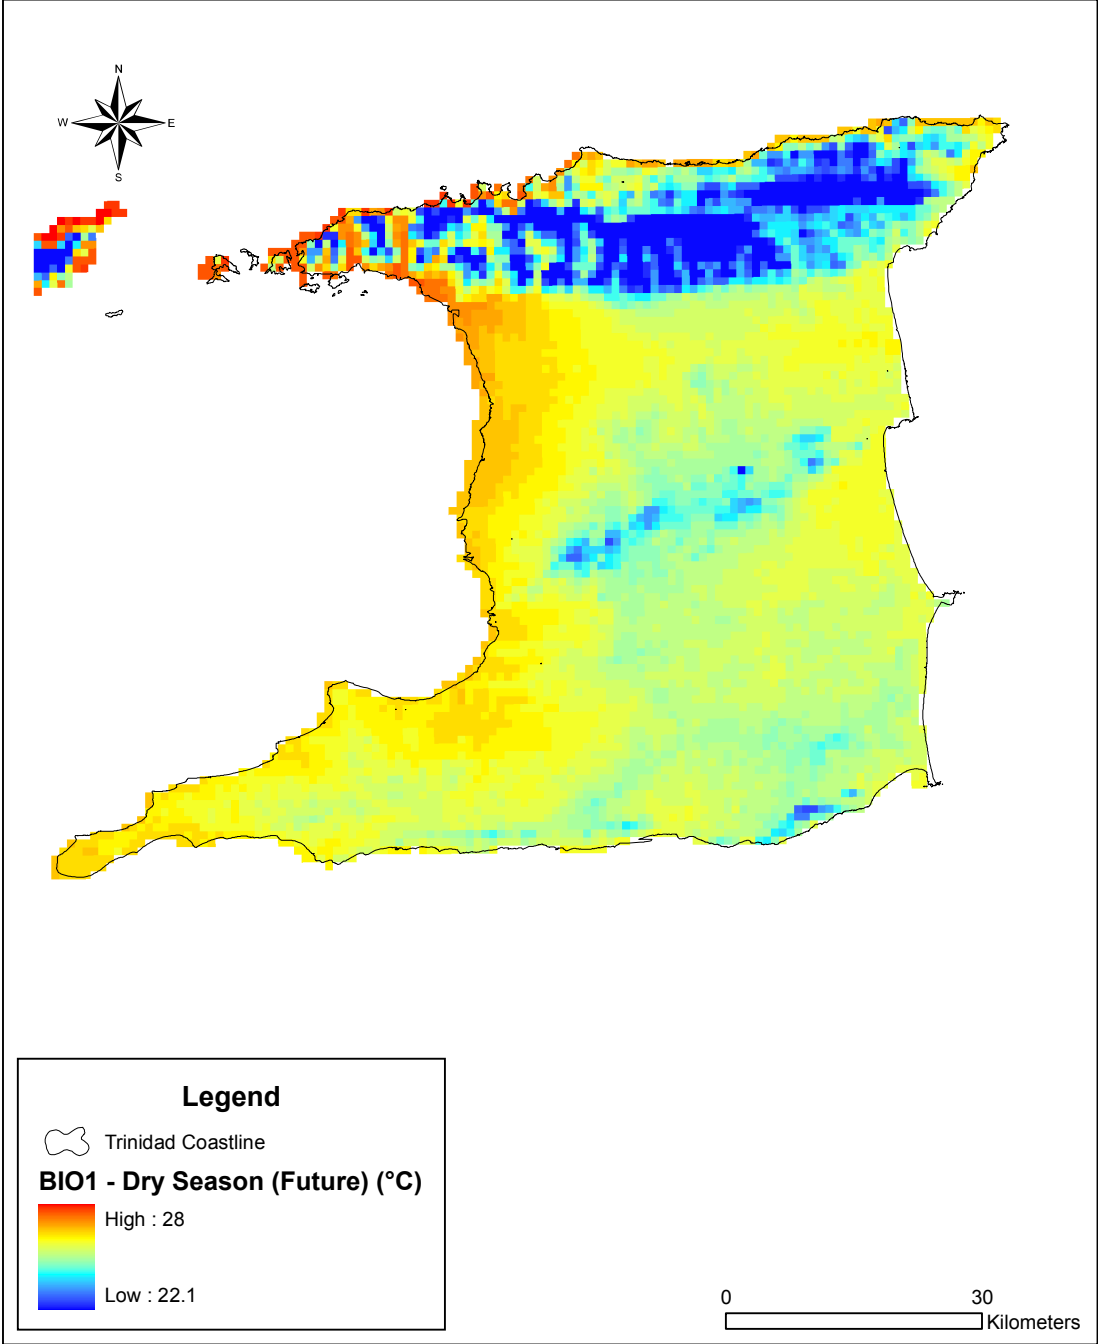 N
W E
S
Legend
Trinidad Coastline
BIO1 - Dry Season (Future) (°C)
High : 28
Low : 22.1
0 30
Kilometers